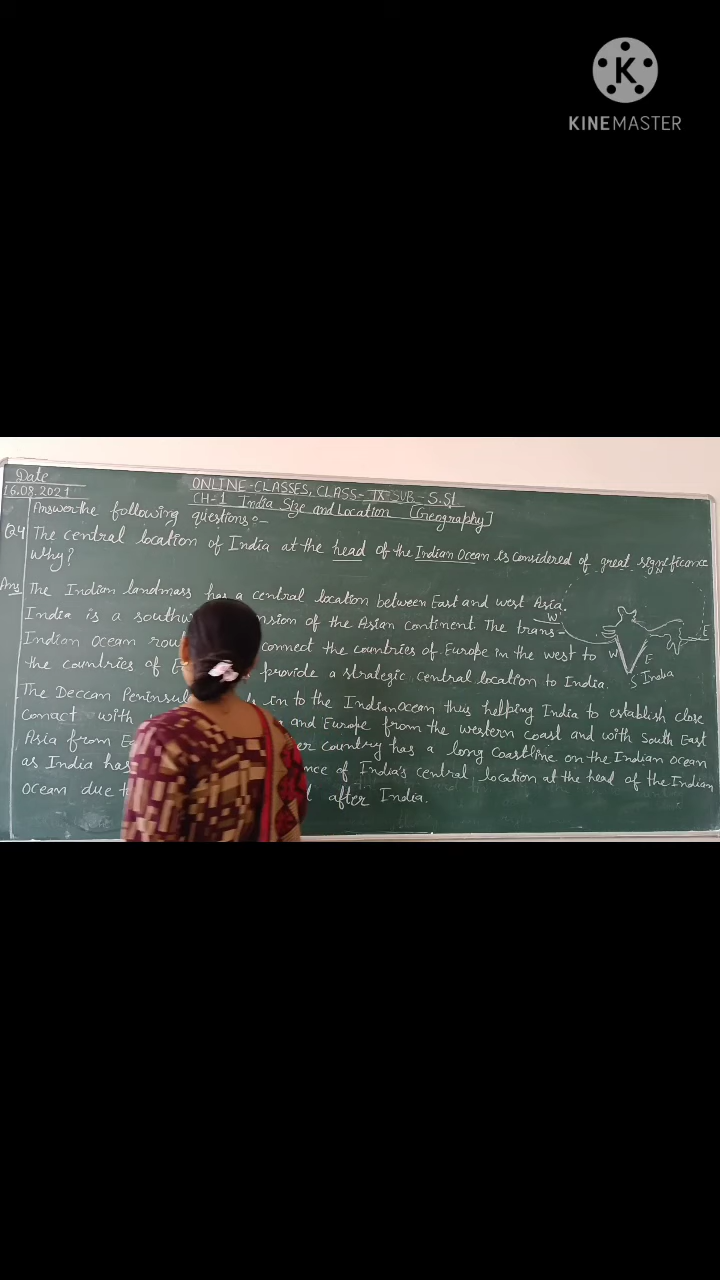 KINEMASTER
Date
16.08.2021
ONLINE-CLASSES, CLASS- IX SUB-S.St
CH-1 India Size and Location [Geography]
Answer the following questions:-
Q4 The central location of India at the head of the Indian Ocean is considered of great significance
Why?
Ans The Indian landmass has a central location between East and west Asia.
India is a southw nsion of the Asian continent. The trans-
Indian Ocean rou connect the countries of Europe in the west to
the countries of E provide a strategic central location to India.
The Deccan Peninsul in to the Indian Ocean thus helping India to establish close
contact with and Europe from the western coast and with South East
Asia from Ea er country has a long coastline on the Indian Ocean
as India has nce of India's central location at the head of the Indian
Ocean due t after India.
N
W
E
W
E
S India